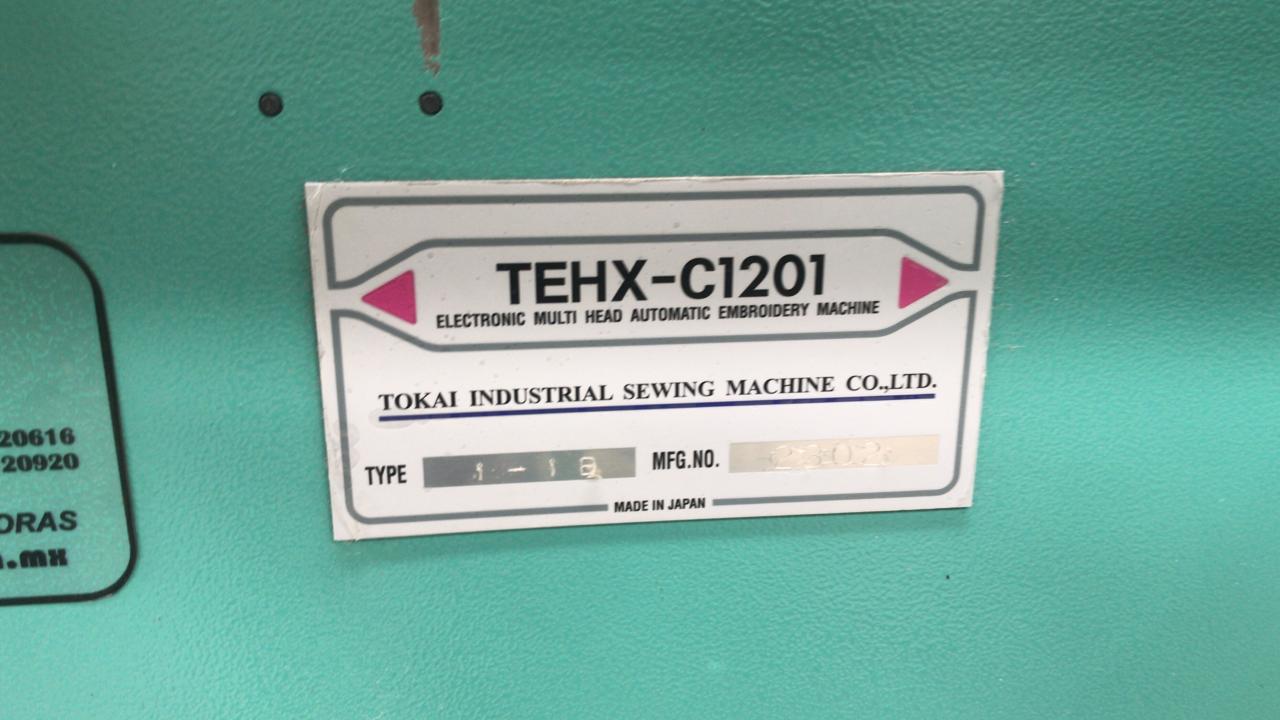 TEHX-C1201
ELECTRONIC MULTI HEAD AUTOMATIC EMBROIDERY MACHINE
TOKAI INDUSTRIAL SEWING MACHINE CO.,LTD.
TYPE MFG.NO.
MADE IN JAPAN
20616
20920
ORAS
.mx